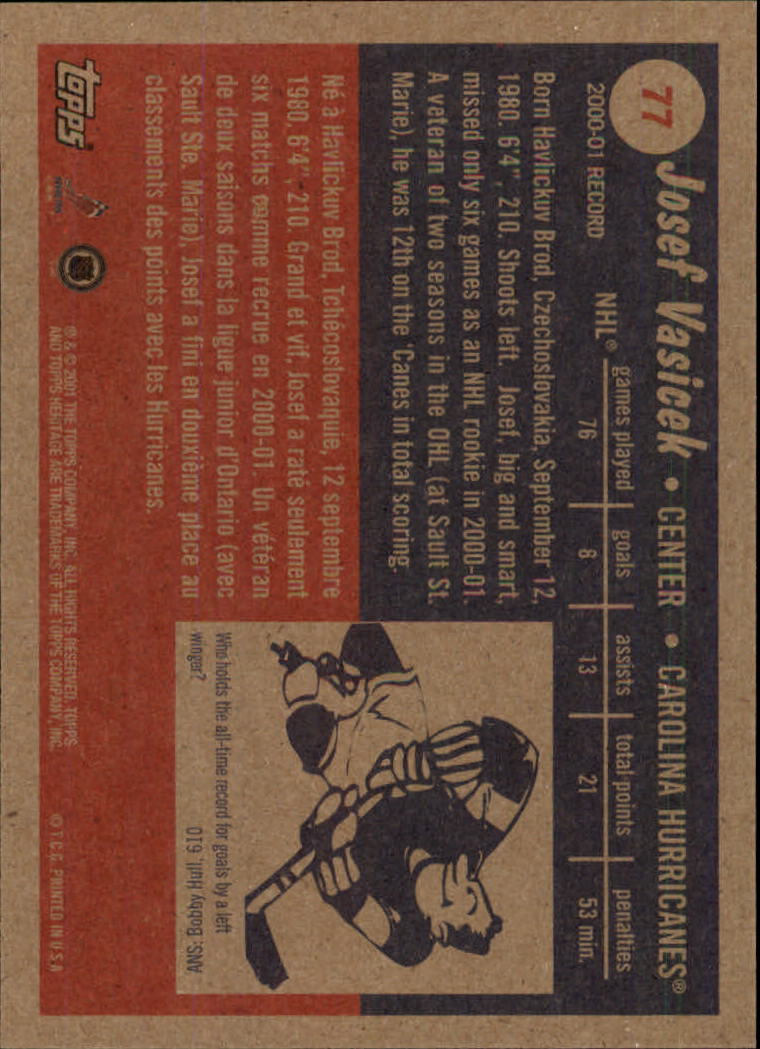 77
Josef Vasicek • CENTER • CAROLINA HURRICANES®
2000-01 RECORD
games played goals assists total points penalties
NHL® 76 8 13 21 53 min.
Born Havlickuv Brod, Czechoslovakia, September 12,
1980. 6'4", 210. Shoots left. Josef, big and smart,
missed only six games as an NHL rookie in 2000-01.
A veteran of two seasons in the OHL (at Sault St.
Marie), he was 12th on the 'Canes in total scoring.
Né à Havlickuv Brod, Tchécoslovaquie, 12 septembre
1980. 6'4", 210. Grand et vif, Josef a raté seulement
six matchs comme recrue en 2000-01. Un vétéran
de deux saisons dans la ligue junior d'Ontario (avec
Sault Ste. Marie), Josef a fini en douxième place au
classements des points avec les Hurricanes.
Who holds the all-time record for goals by a left
winger?
ANS: Bobby Hull, 610
topps
® & © 2001 THE TOPPS COMPANY, INC. ALL RIGHTS RESERVED. TOPPS
AND TOPPS HERITAGE ARE TRADEMARKS OF THE TOPPS COMPANY, INC.
© T.C.G. PRINTED IN U.S.A.